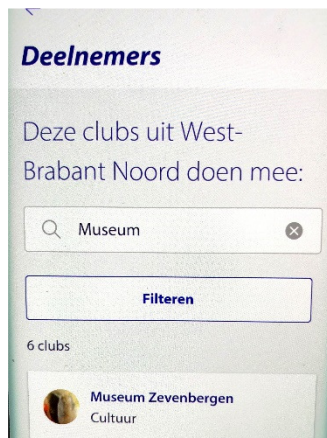 Deelnemers
Deze clubs uit West-
Brabant Noord doen mee:
Museum
Filteren
6 clubs
Museum Zevenbergen
Cultuur